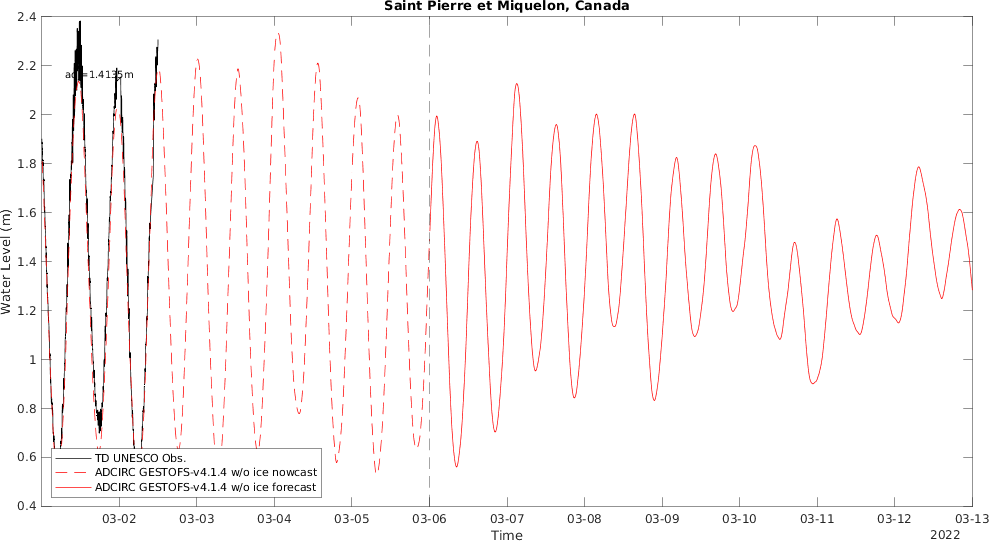 Saint Pierre et Miquelon, Canada
Water Level (m)
2.4
2.2
2
1.8
1.6
1.4
1.2
1
0.8
0.6
0.4
TD UNESCO Obs.
ADCIRC GESTOFS-v4.1.4 w/o ice nowcast
ADCIRC GESTOFS-v4.1.4 w/o ice forecast
03-02 03-03 03-04 03-05 03-06 03-07 03-08 03-09 03-10 03-11 03-12 03-13
Time
2022